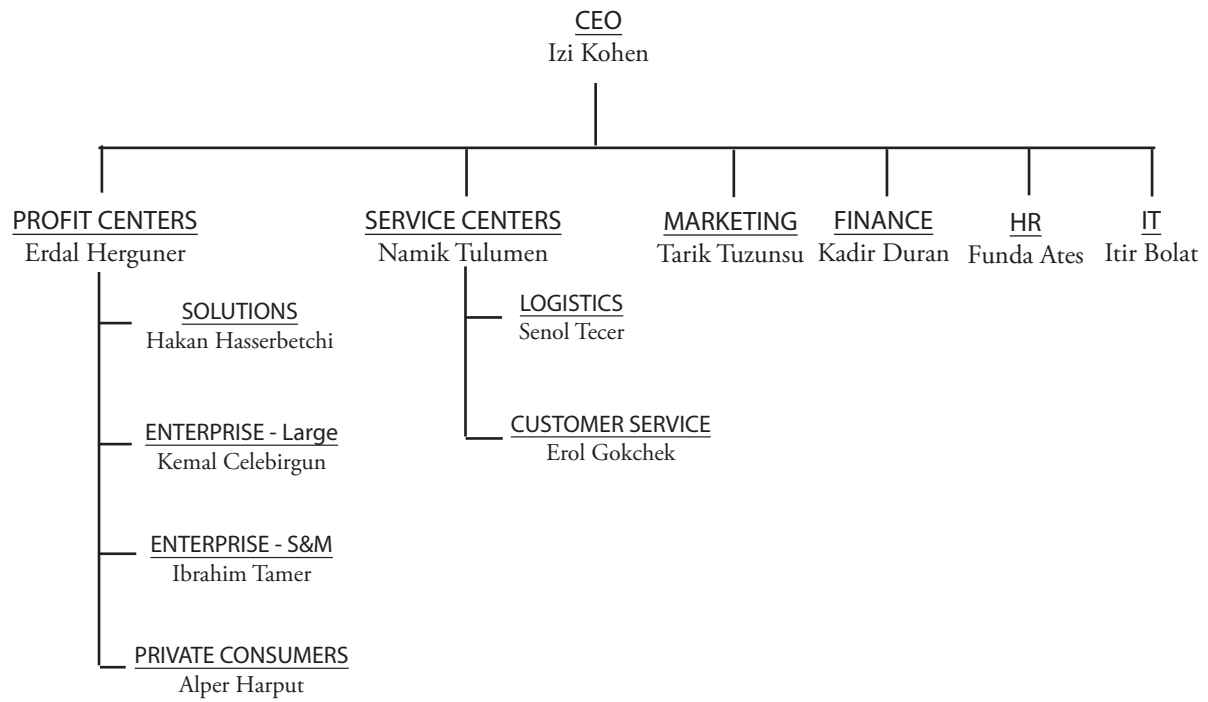 CEO
Izi Kohen
PROFIT CENTERS
Erdal Herguner
SERVICE CENTERS
Namik Tulumen
MARKETING
Tarik Tuzunsu
FINANCE
Kadir Duran
HR
Funda Ates
IT
Itir Bolat
SOLUTIONS
Hakan Hasserbetchi
ENTERPRISE - Large
Kemal Celebirgun
ENTERPRISE - S&M
Ibrahim Tamer
PRIVATE CONSUMERS
Alper Harput
LOGISTICS
Senol Tecer
CUSTOMER SERVICE
Erol Gokchek